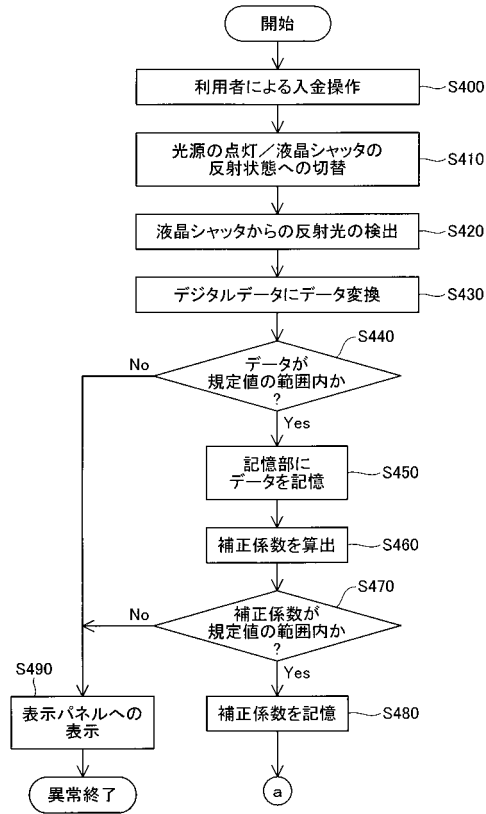 開始
利用者による入金操作
S400
光源の点灯／液晶シャッタの
反射状態への切替
S410
液晶シャッタからの反射光の検出
S420
デジタルデータにデータ変換
S430
S440
データが
規定値の範囲内か
?
No
Yes
記憶部に
データを記憶
S450
補正係数を算出
S460
S470
補正係数が
規定値の範囲内か
?
No
Yes
S490
表示パネルへの
表示
補正係数を記憶
S480
異常終了
a